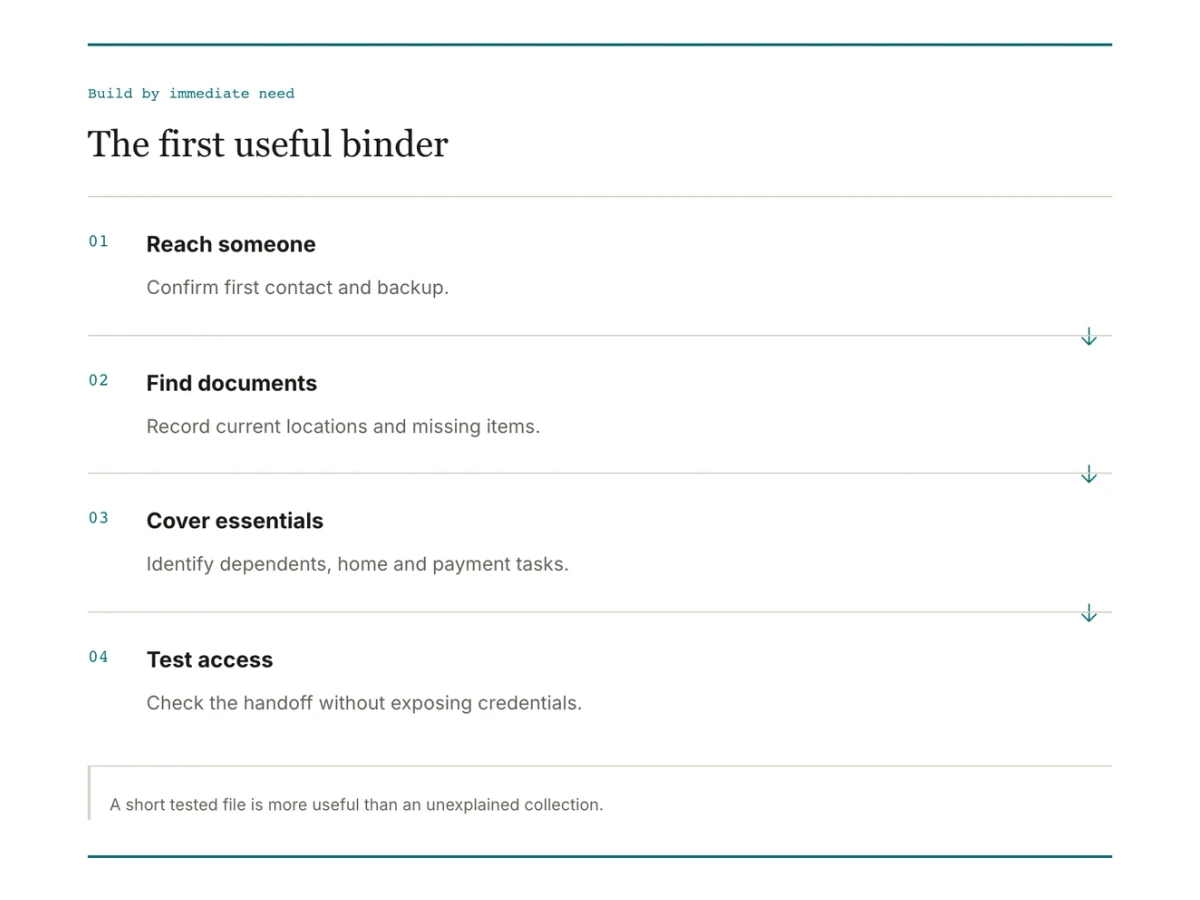 Build by immediate need
The first useful binder
01
Reach someone
Confirm first contact and backup.
02
Find documents
Record current locations and missing items.
03
Cover essentials
Identify dependents, home and payment tasks.
04
Test access
Check the handoff without exposing credentials.
A short tested file is more useful than an unexplained collection.